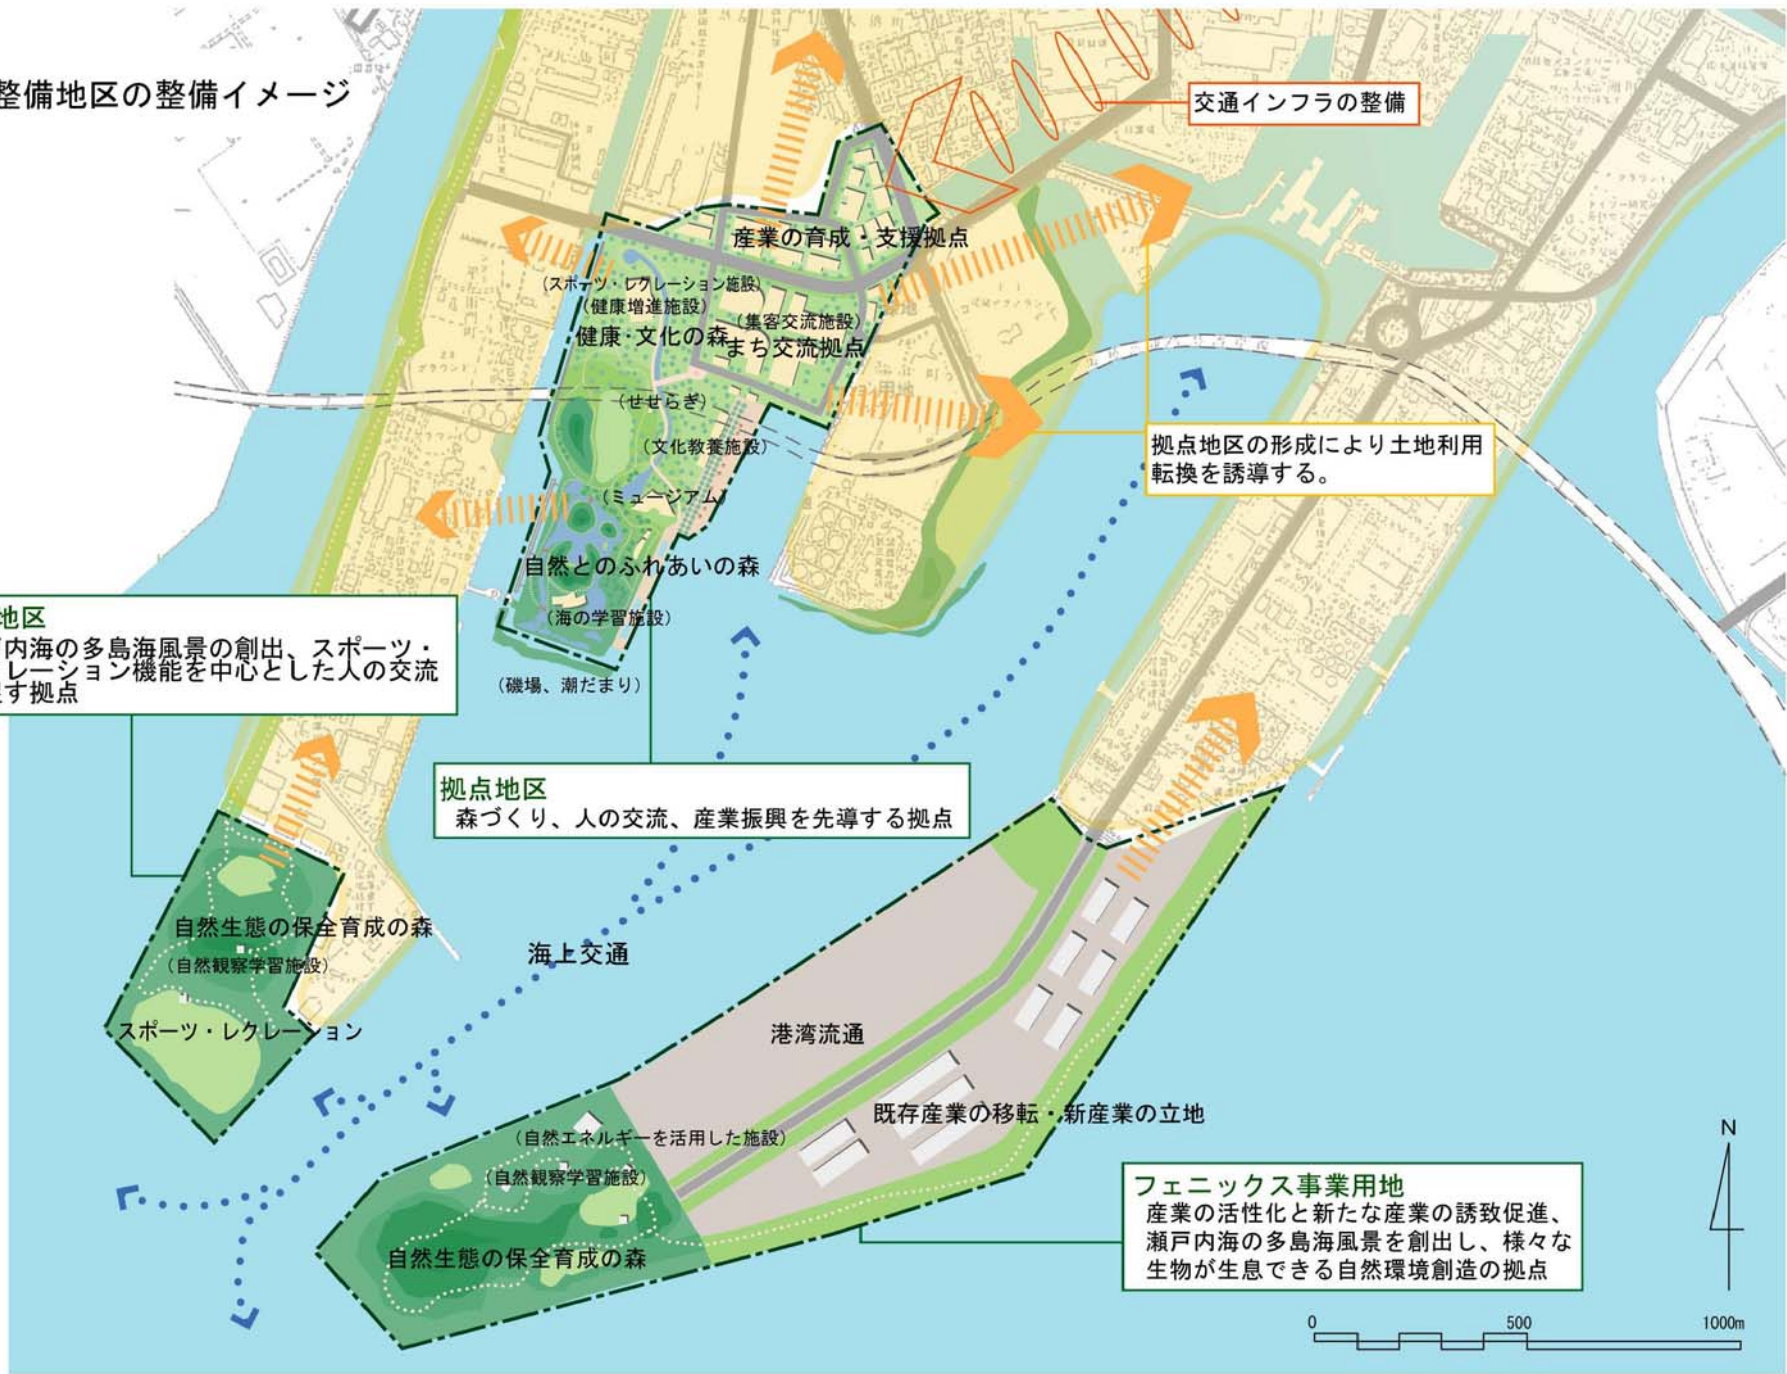 整備地区の整備イメージ
交通インフラの整備
産業の育成・支援拠点
(スポーツ・レクレーション施設)
(健康増進施設)
(集客交流施設)
健康・文化の森
まち交流拠点
(せせらぎ)
(文化教養施設)
拠点地区の形成により土地利用
転換を誘導する。
(ミュージアム)
自然とのふれあいの森
(海の学習施設)
(磯場、潮だまり)
地区
内海の多島海風景の創出、スポーツ・
レーション機能を中心とした人の交流
す拠点
拠点地区
森づくり、人の交流、産業振興を先導する拠点
自然生態の保全育成の森
(自然観察学習施設)
スポーツ・レクレーション
海上交通
港湾流通
既存産業の移転・新産業の立地
(自然エネルギーを活用した施設)
(自然観察学習施設)
自然生態の保全育成の森
フェニックス事業用地
産業の活性化と新たな産業の誘致促進、
瀬戸内海の多島海風景を創出し、様々な
生物が生息できる自然環境創造の拠点
N
0 500 1000m